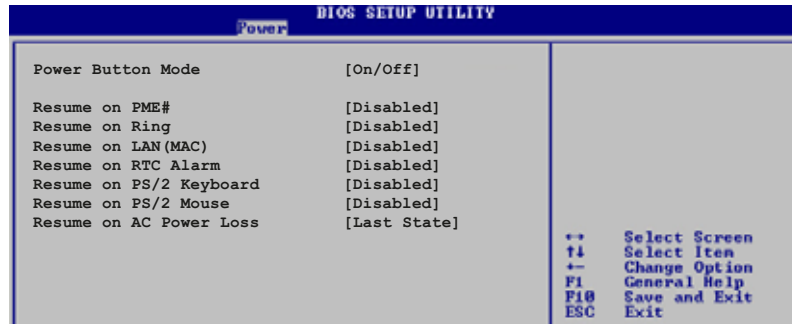 BIOS SETUP UTILITY
Power
Power Button Mode [On/Off]
Resume on PME# [Disabled]
Resume on Ring [Disabled]
Resume on LAN(MAC) [Disabled]
Resume on RTC Alarm [Disabled]
Resume on PS/2 Keyboard [Disabled]
Resume on PS/2 Mouse [Disabled]
Resume on AC Power Loss [Last State]
↔ Select Screen
↑↓ Select Item
+- Change Option
F1 General Help
F10 Save and Exit
ESC Exit